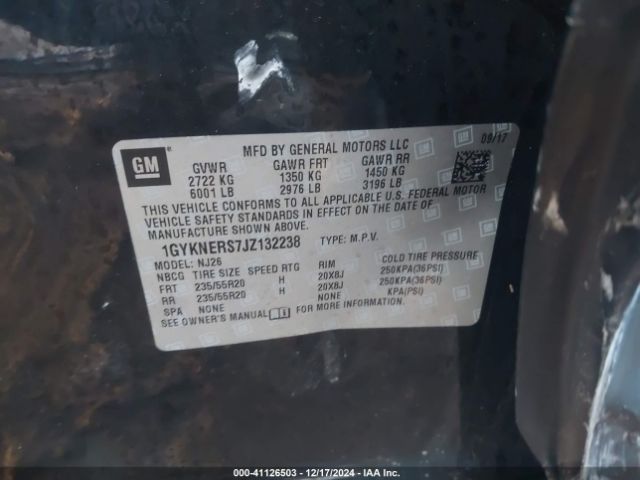 GM
MFD BY GENERAL MOTORS LLC 09/17
GVWR GAWR FRT GAWR RR
2722 KG 1350 KG 1450 KG
6001 LB 2976 LB 3196 LB
THIS VEHICLE CONFORMS TO ALL APPLICABLE U.S. FEDERAL MOTOR
VEHICLE SAFETY STANDARDS IN EFFECT ON THE DATE OF
MANUFACTURE SHOWN ABOVE.
1GYKNERS7JZ132238 TYPE: M.P.V.
MODEL: NJ26
NBCG TIRE SIZE SPEED RTG RIM COLD TIRE PRESSURE
FRT 235/55R20 H 20X8J 250KPA(36PSI)
RR 235/55R20 H 20X8J 250KPA(36PSI)
SPA NONE NONE KPA(PSI)
SEE OWNER'S MANUAL FOR MORE INFORMATION.
000-41126503 - 12/17/2024 - IAA Inc.